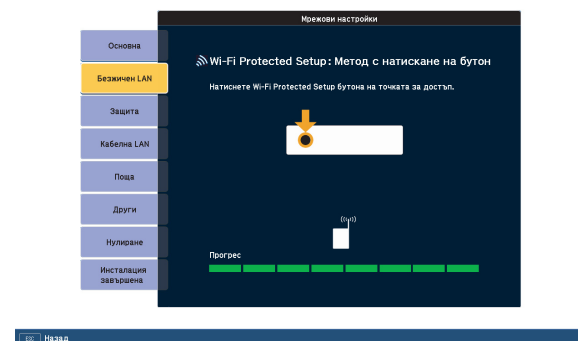 Мрежови настройки
Основна
Безжичен LAN
Защита
Кабелна LAN
Поща
Други
Нулиране
Инсталация
завършена
Wi-Fi Protected Setup: Метод с натискане на бутон
Натиснете Wi-Fi Protected Setup бутона на точката за достъп.
Прогрес
ESC Назад